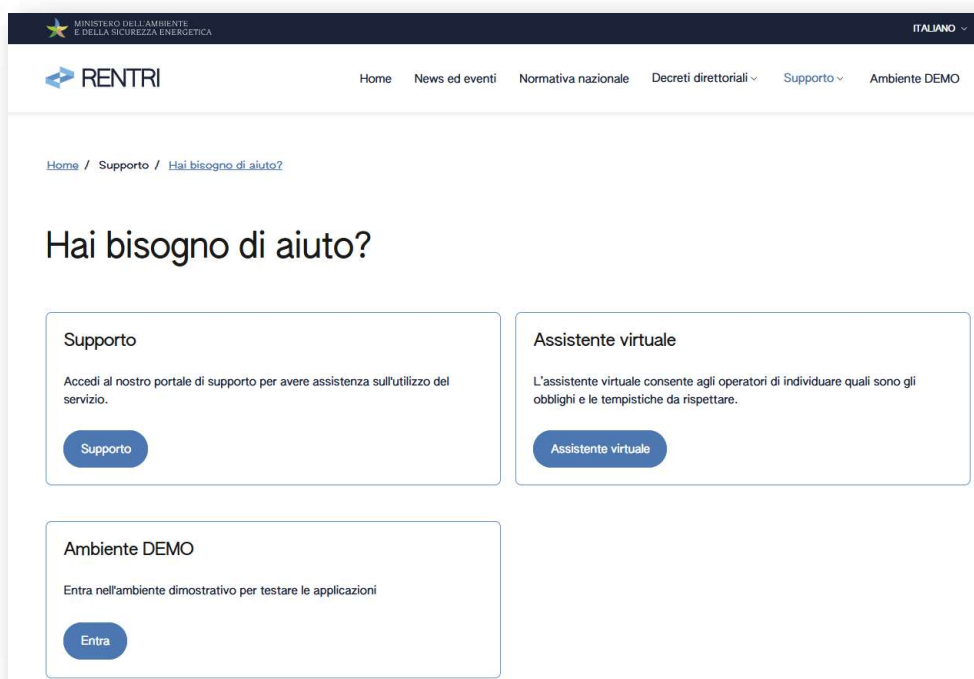 MINISTERO DELL'AMBIENTE
E DELLA SICUREZZA ENERGETICA
ITALIANO
RENTRI
Home News ed eventi Normativa nazionale Decreti direttoriali Supporto Ambiente DEMO
Home / Supporto / Hai bisogno di aiuto?
Hai bisogno di aiuto?
Supporto
Accedi al nostro portale di supporto per avere assistenza sull'utilizzo del
servizio.
Supporto
Assistente virtuale
L'assistente virtuale consente agli operatori di individuare quali sono gli
obblighi e le tempistiche da rispettare.
Assistente virtuale
Ambiente DEMO
Entra nell'ambiente dimostrativo per testare le applicazioni
Entra